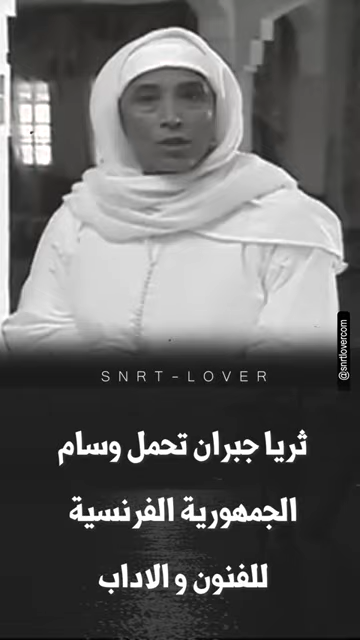 SNRT-LOVER
@snrtlovercom
ثريا جبران تحمل وسام
الجمهورية الفرنسية
للفنون و الاداب